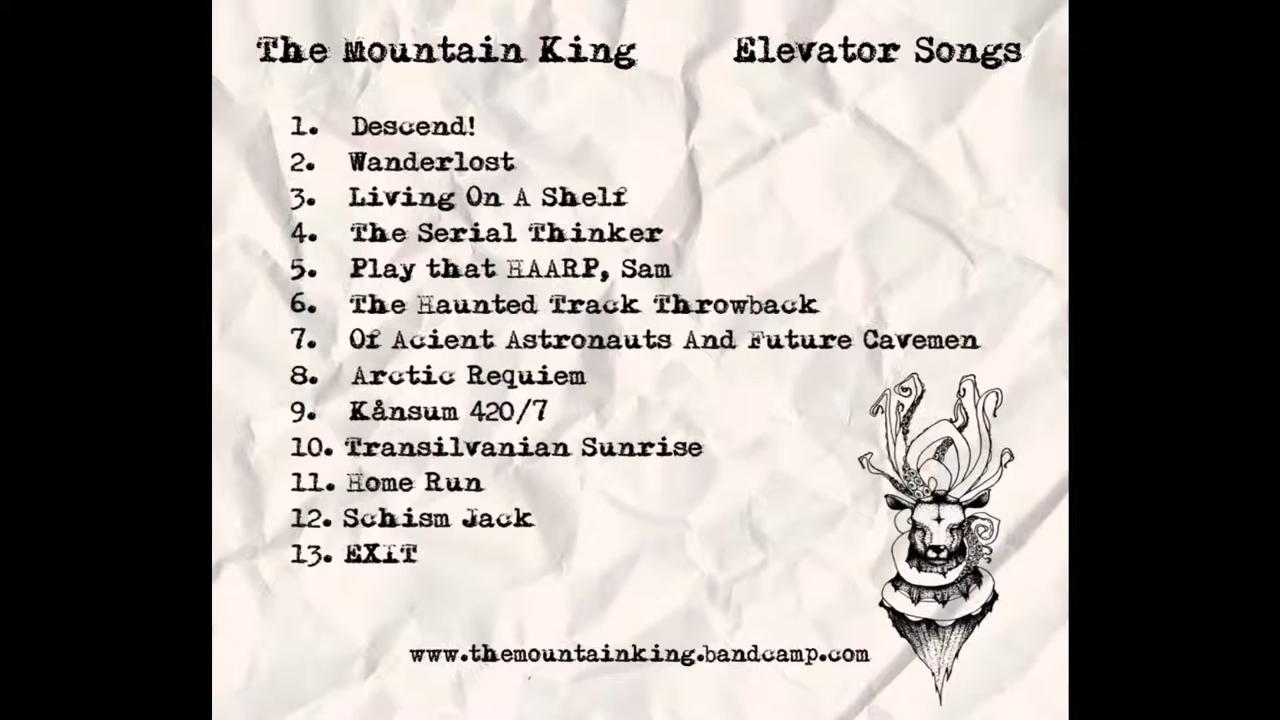 The Mountain King Elevator Songs
1. Descend!
2. Wanderlost
3. Living On A Shelf
4. The Serial Thinker
5. Play that HAARP, Sam
6. The Haunted Track Throwback
7. Of Acient Astronauts And Future Cavemen
8. Arctic Requiem
9. Kånsum 420/7
10. Transilvanian Sunrise
11. Home Run
12. Schism Jack
13. EXIT
www.themountainking.bandcamp.com